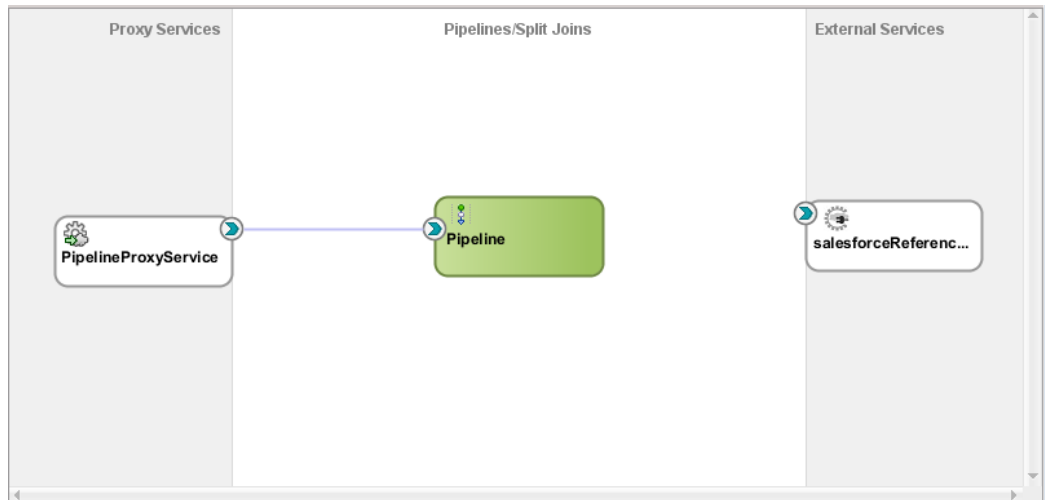 Proxy Services
Pipelines/Split Joins
External Services
PipelineProxyService
Pipeline
salesforceReferenc...